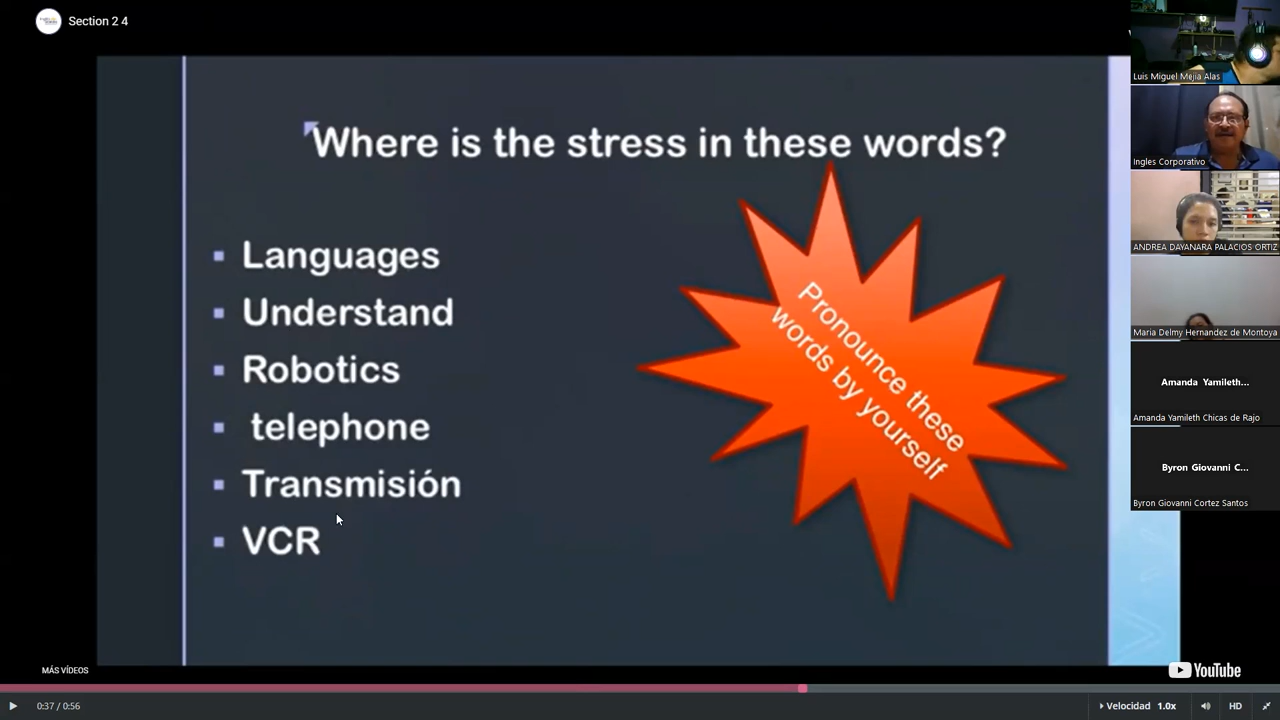 Section 2 4
Where is the stress in these words?
Languages
Understand
Robotics
telephone
Transmisión
VCR
Pronounce these
words by yourself
Luis Miguel Mejia Alas
Ingles Corporativo
ANDREA DAYANARA PALACIOS ORTIZ
Maria Delmy Hernandez de Montoya
Amanda Yamileth...
Amanda Yamileth Chicas de Rajo
Byron Giovanni C...
Byron Giovanni Cortez Santos
MÁS VÍDEOS
YouTube
0:37 / 0:56
Velocidad 1.0x
HD